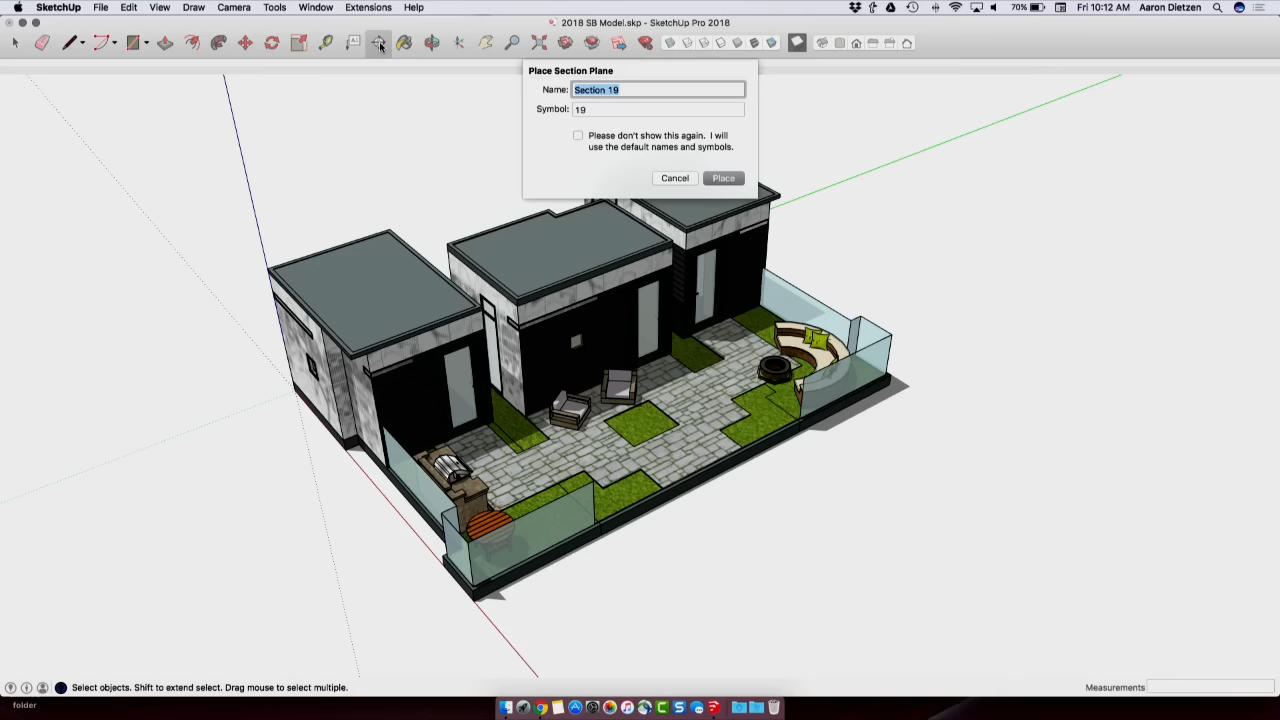 SketchUp File Edit View Draw Camera Tools Window Extensions Help 70% Fri 10:12 AM Aaron Dietzen
2018 SB Model.skp - SketchUp Pro 2018
Place Section Plane
Name: Section 19
Symbol: 19
Please don't show this again. I will
use the default names and symbols.
Cancel Place
Select objects. Shift to extend select. Drag mouse to select multiple. Measurements
folder